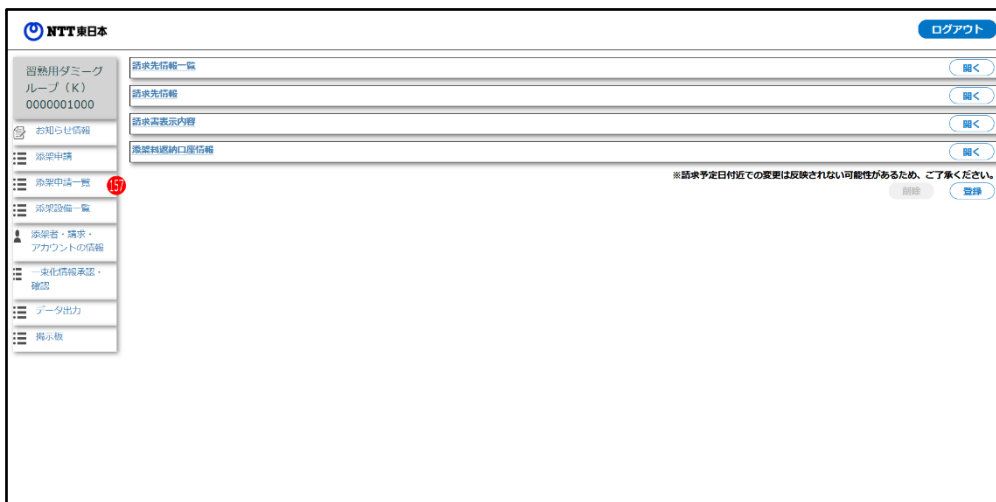 NTT東日本
ログアウト
習熟用ダミーグ
ループ（K）
0000001000
お知らせ情報
添架申請
添架申請一覧
157
添架設備一覧
添架者・請求・
アカウントの情報
一束化情報承認・
確認
データ出力
掲示板
請求先情報一覧
開く
請求先情報
開く
請求書表示内容
開く
添架料返納口座情報
開く
※請求予定日付近での変更は反映されない可能性があるため、ご了承ください。
削除
登録